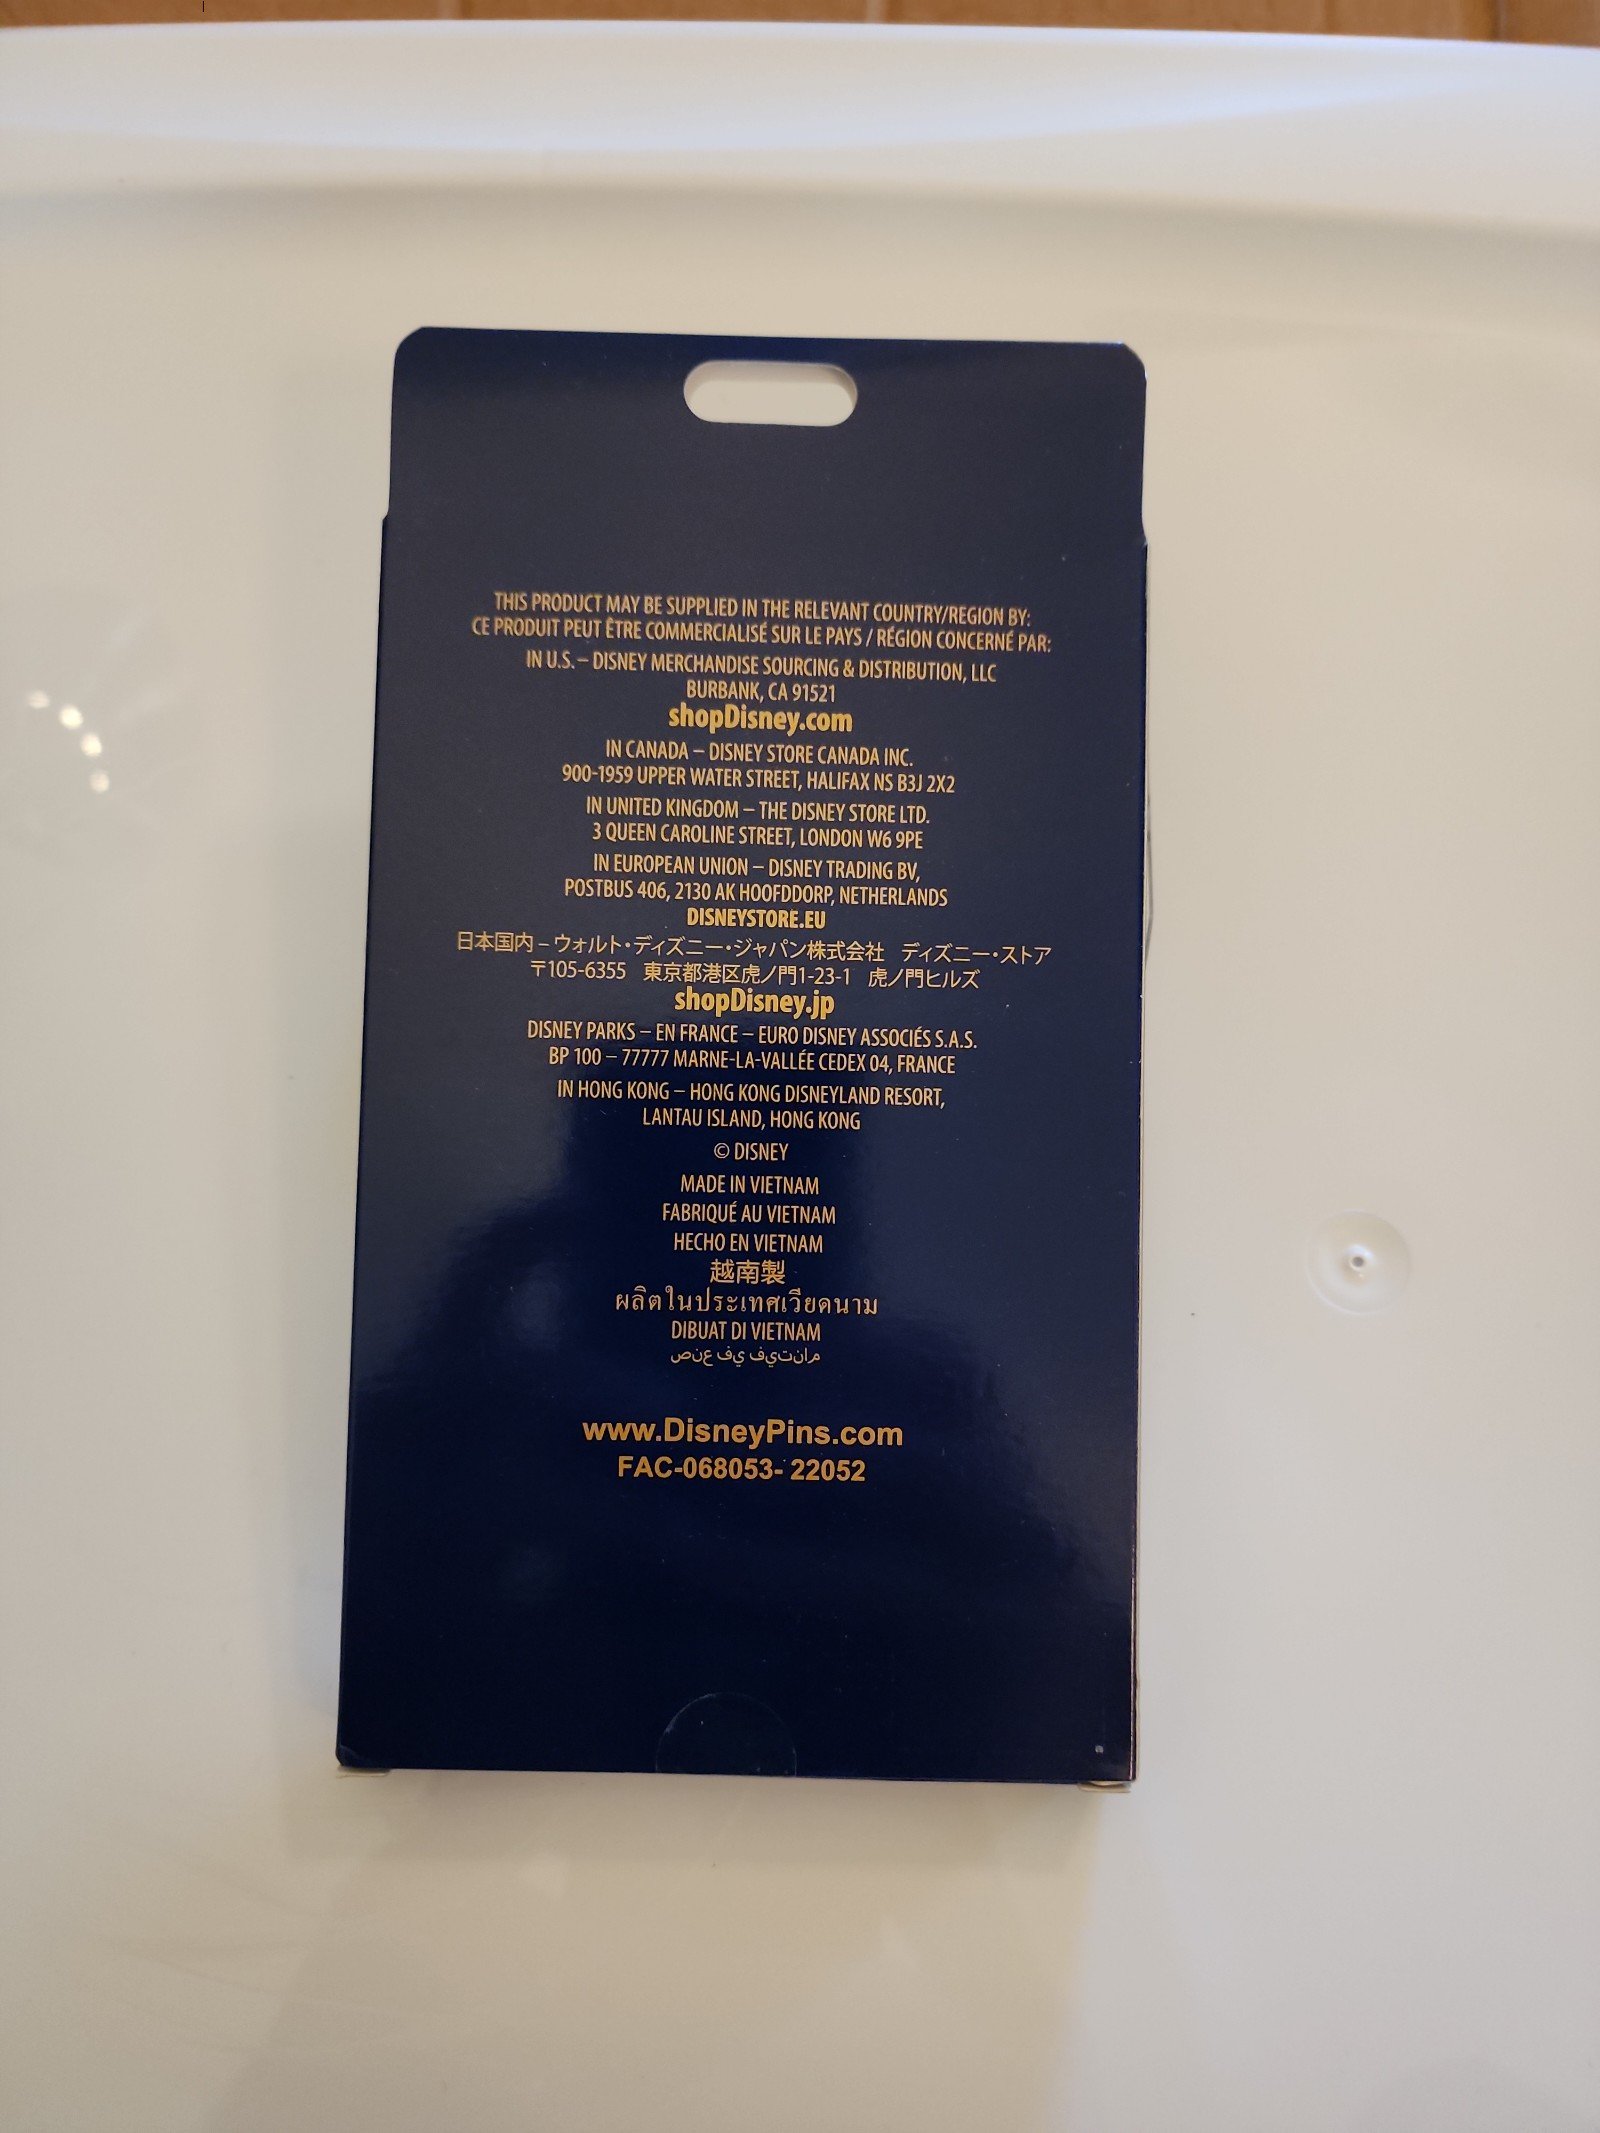 THIS PRODUCT MAY BE SUPPLIED IN THE RELEVANT COUNTRY/REGION BY:
CE PRODUIT PEUT ÊTRE COMMERCIALISÉ SUR LE PAYS / RÉGION CONCERNÉ PAR:
IN U.S. – DISNEY MERCHANDISE SOURCING & DISTRIBUTION, LLC
BURBANK, CA 91521
shopDisney.com
IN CANADA – DISNEY STORE CANADA INC.
900-1959 UPPER WATER STREET, HALIFAX NS B3J 2X2
IN UNITED KINGDOM – THE DISNEY STORE LTD.
3 QUEEN CAROLINE STREET, LONDON W6 9PE
IN EUROPEAN UNION – DISNEY TRADING BV,
POSTBUS 406, 2130 AK HOOFDDORP, NETHERLANDS
DISNEYSTORE.EU
日本国内 – ウォルト・ディズニー・ジャパン株式会社 ディズニー・ストア
〒105-6355 東京都港区虎ノ門1-23-1 虎ノ門ヒルズ
shopDisney.jp
DISNEY PARKS – EN FRANCE – EURO DISNEY ASSOCIÉS S.A.S.
BP 100 – 77777 MARNE-LA-VALLÉE CEDEX 04, FRANCE
IN HONG KONG – HONG KONG DISNEYLAND RESORT,
LANTAU ISLAND, HONG KONG
© DISNEY
MADE IN VIETNAM
FABRIQUÉ AU VIETNAM
HECHO EN VIETNAM
越南製
ผลิตในประเทศเวียดนาม
DIBUAT DI VIETNAM
صنع في فيتنام
www.DisneyPins.com
FAC-068053- 22052